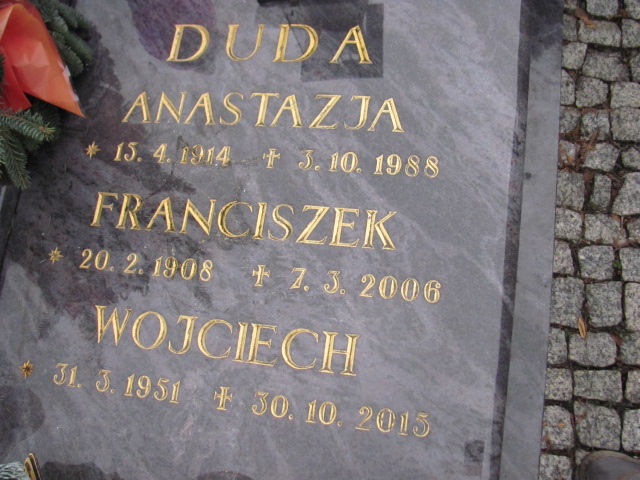 DUDA
ANASTAZJA
* 15. 4. 1914 ✝ 3. 10. 1988
FRANCISZEK
* 20. 2. 1908 ✝ 7. 3. 2006
WOJCIECH
* 31. 3. 1951 ✝ 30. 10. 2015